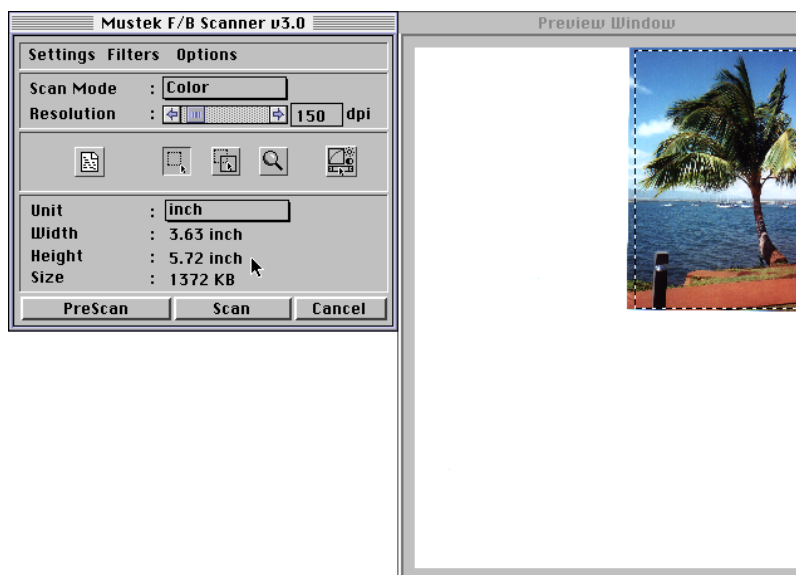 Mustek F/B Scanner v3.0
Settings Filters Options
Scan Mode : Color
Resolution : 150 dpi
Unit : inch
Width : 3.63 inch
Height : 5.72 inch
Size : 1372 KB
PreScan Scan Cancel
Preview Window